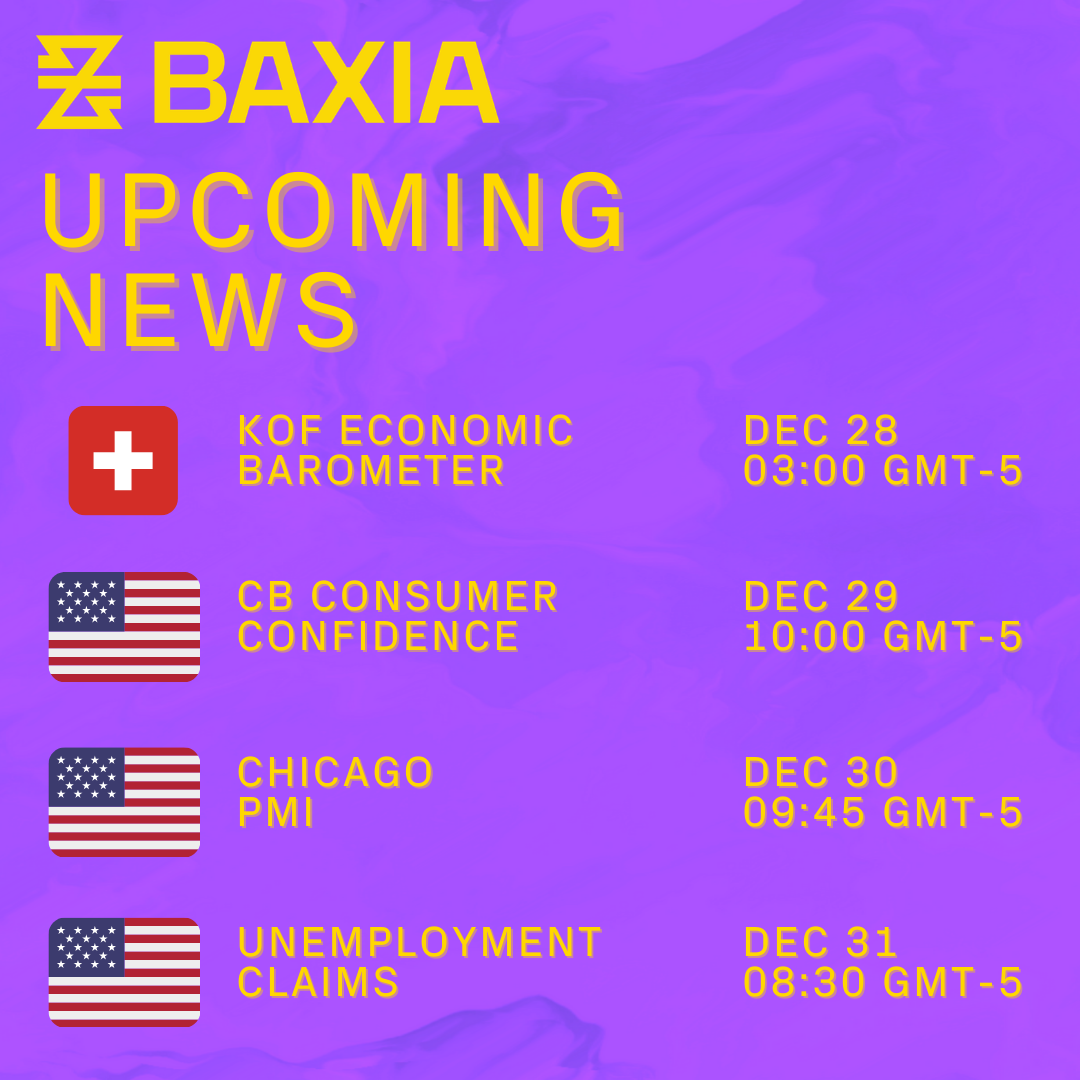 BAXIA
UPCOMING
NEWS
KOF ECONOMIC
BAROMETER
DEC 28
03:00 GMT-5
CB CONSUMER
CONFIDENCE
DEC 29
10:00 GMT-5
CHICAGO
PMI
DEC 30
09:45 GMT-5
UNEMPLOYMENT
CLAIMS
DEC 31
08:30 GMT-5